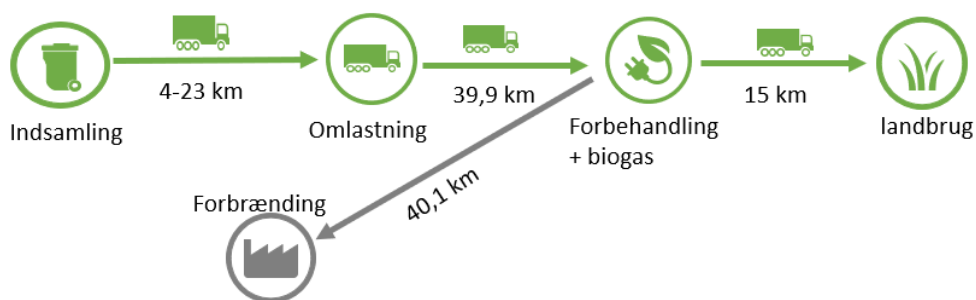 4-23 km
39,9 km
15 km
Indsamling
Omlastning
Forbehandling
+ biogas
landbrug
40,1 km
Forbrænding